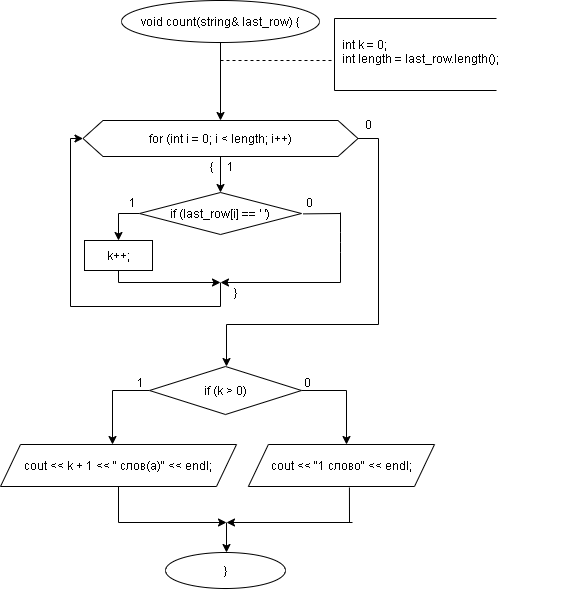 void count(string& last_row) {
int k = 0;
int length = last_row.length();
for (int i = 0; i < length; i++)
0
{ 1
if (last_row[i] == ' ')
1
0
k++;
}
if (k > 0)
1
0
cout << k + 1 << " слов(а)" << endl;
cout << "1 слово" << endl;
}